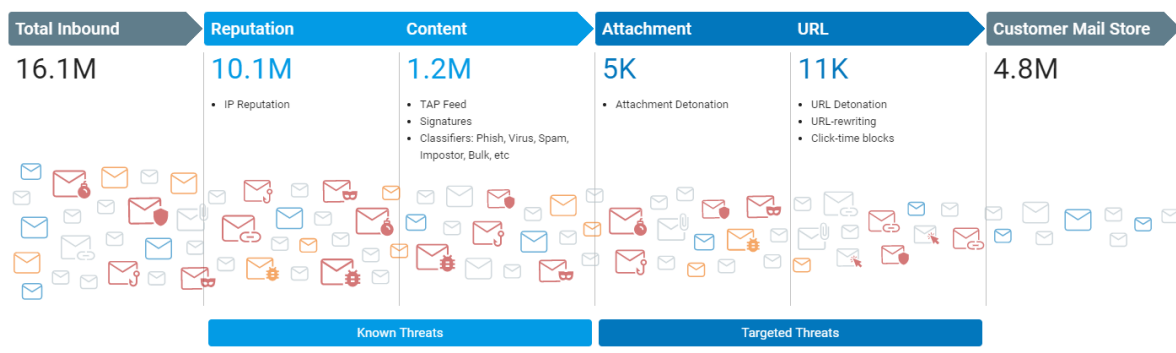 Total Inbound
Reputation
Content
Attachment
URL
Customer Mail Store
16.1M
10.1M
1.2M
5K
11K
4.8M
• IP Reputation
• TAP Feed
• Signatures
• Classifiers: Phish, Virus, Spam,
Impostor, Bulk, etc
• Attachment Detonation
• URL Detonation
• URL-rewriting
• Click-time blocks
Known Threats
Targeted Threats